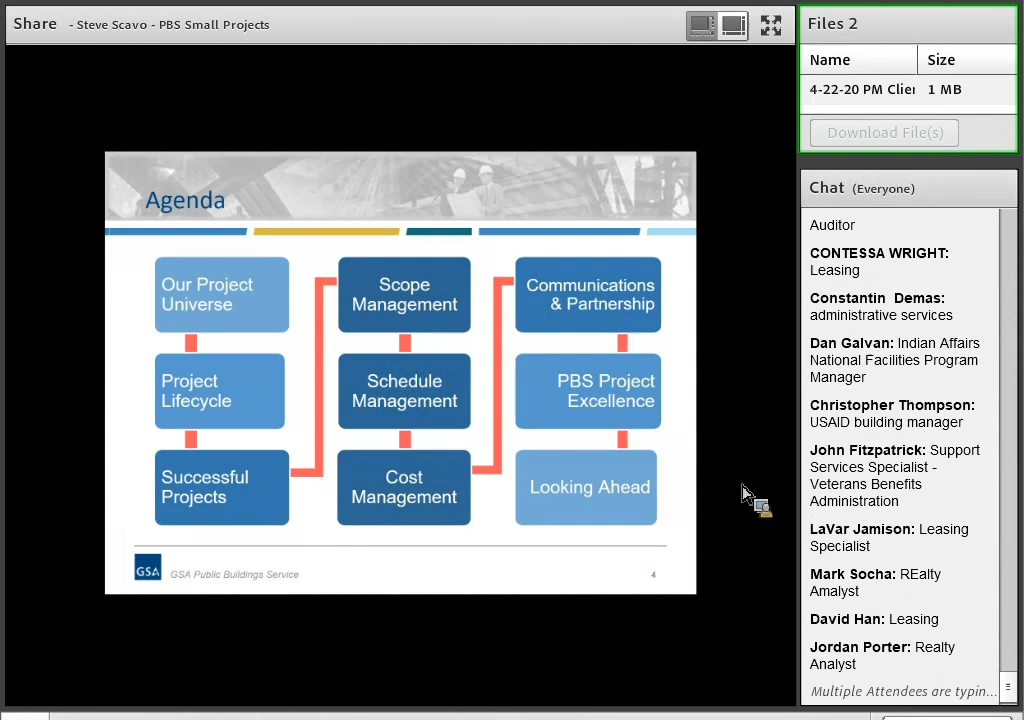 Share - Steve Scavo - PBS Small Projects
Agenda
Our Project
Universe
Project
Lifecycle
Successful
Projects
Scope
Management
Schedule
Management
Cost
Management
Communications
& Partnership
PBS Project
Excellence
Looking Ahead
GSA
GSA Public Buildings Service
4
Files 2
Name Size
4-22-20 PM Clier 1 MB
Download File(s)
Chat (Everyone)
Auditor
CONTESSA WRIGHT:
Leasing
Constantin Demas:
administrative services
Dan Galvan: Indian Affairs
National Facilities Program
Manager
Christopher Thompson:
USAID building manager
John Fitzpatrick: Support
Services Specialist -
Veterans Benefits
Administration
LaVar Jamison: Leasing
Specialist
Mark Socha: REalty
Amalyst
David Han: Leasing
Jordan Porter: Realty
Analyst
Multiple Attendees are typin...